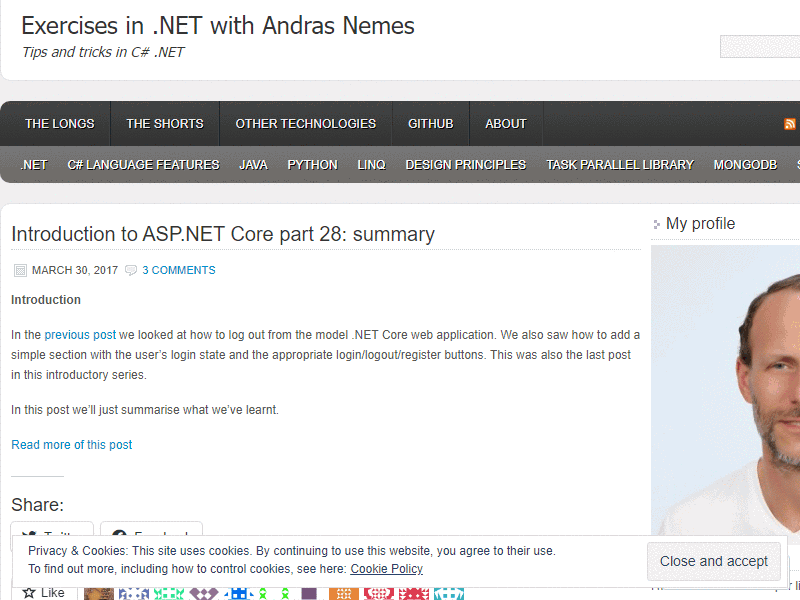 Exercises in .NET with Andras Nemes
Tips and tricks in C# .NET
THE LONGS THE SHORTS OTHER TECHNOLOGIES GITHUB ABOUT
.NET C# LANGUAGE FEATURES JAVA PYTHON LINQ DESIGN PRINCIPLES TASK PARALLEL LIBRARY MONGODB
Introduction to ASP.NET Core part 28: summary
MARCH 30, 2017 3 COMMENTS
Introduction
In the previous post we looked at how to log out from the model .NET Core web application. We also saw how to add a
simple section with the user's login state and the appropriate login/logout/register buttons. This was also the last post
in this introductory series.
In this post we'll just summarise what we've learnt.
Read more of this post
Share:
My profile
Privacy & Cookies: This site uses cookies. By continuing to use this website, you agree to their use.
To find out more, including how to control cookies, see here: Cookie Policy
Close and accept
Like